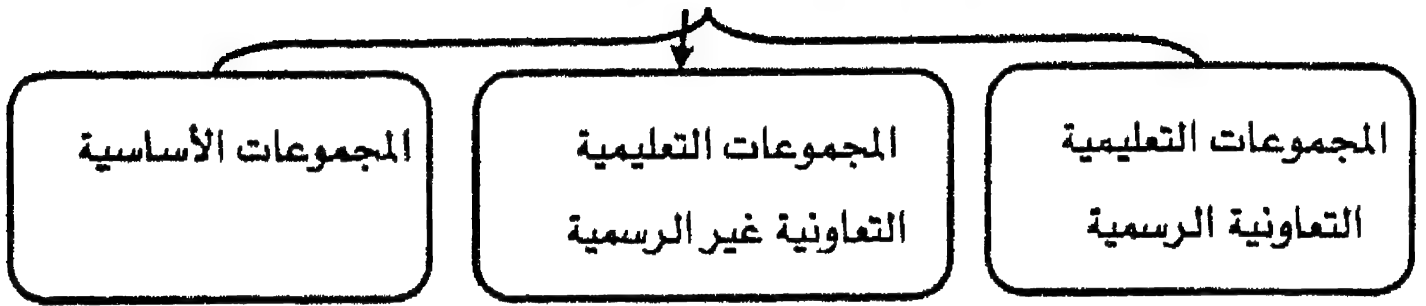 المجموعات التعليمية
التعاونية الرسمية
المجموعات التعليمية
التعاونية غير الرسمية
المجموعات الأساسية